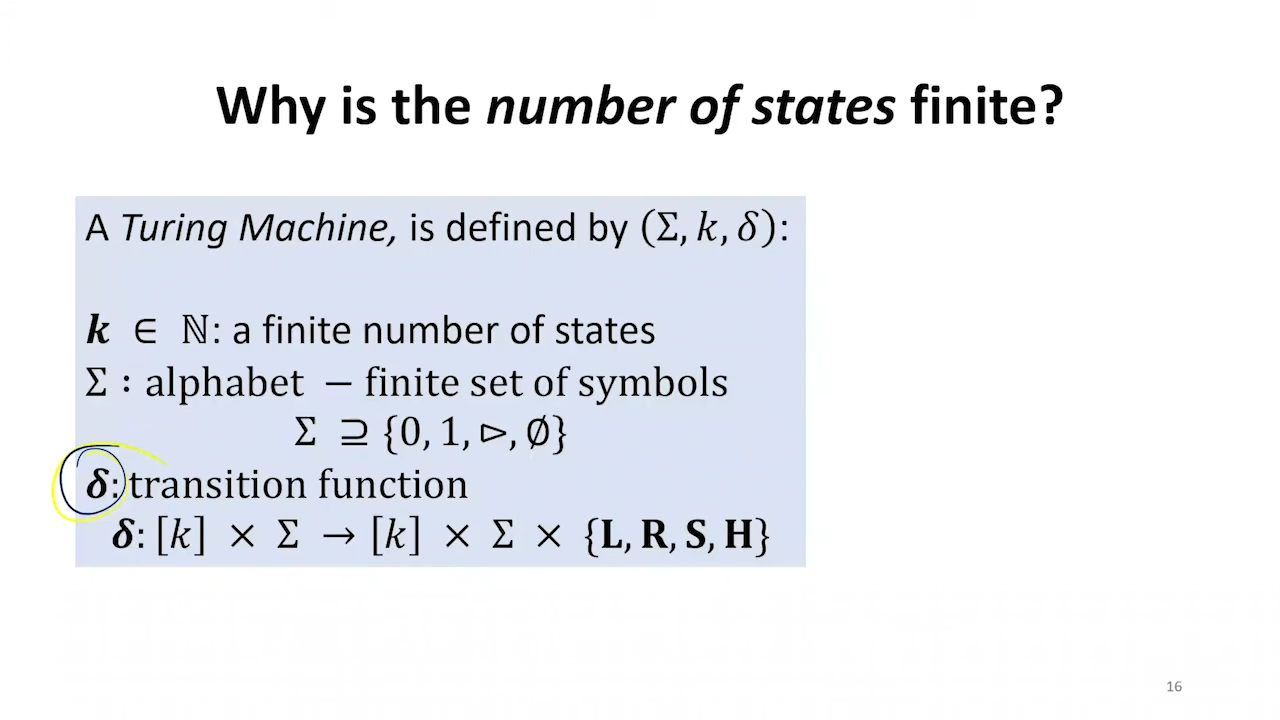 Why is the number of states finite?
A Turing Machine, is defined by (Σ, k, δ):
k ∈ ℕ: a finite number of states
Σ : alphabet − finite set of symbols
Σ ⊇ {0, 1, ⊳, ∅}
δ: transition function
δ: [k] × Σ → [k] × Σ × {L, R, S, H}
16